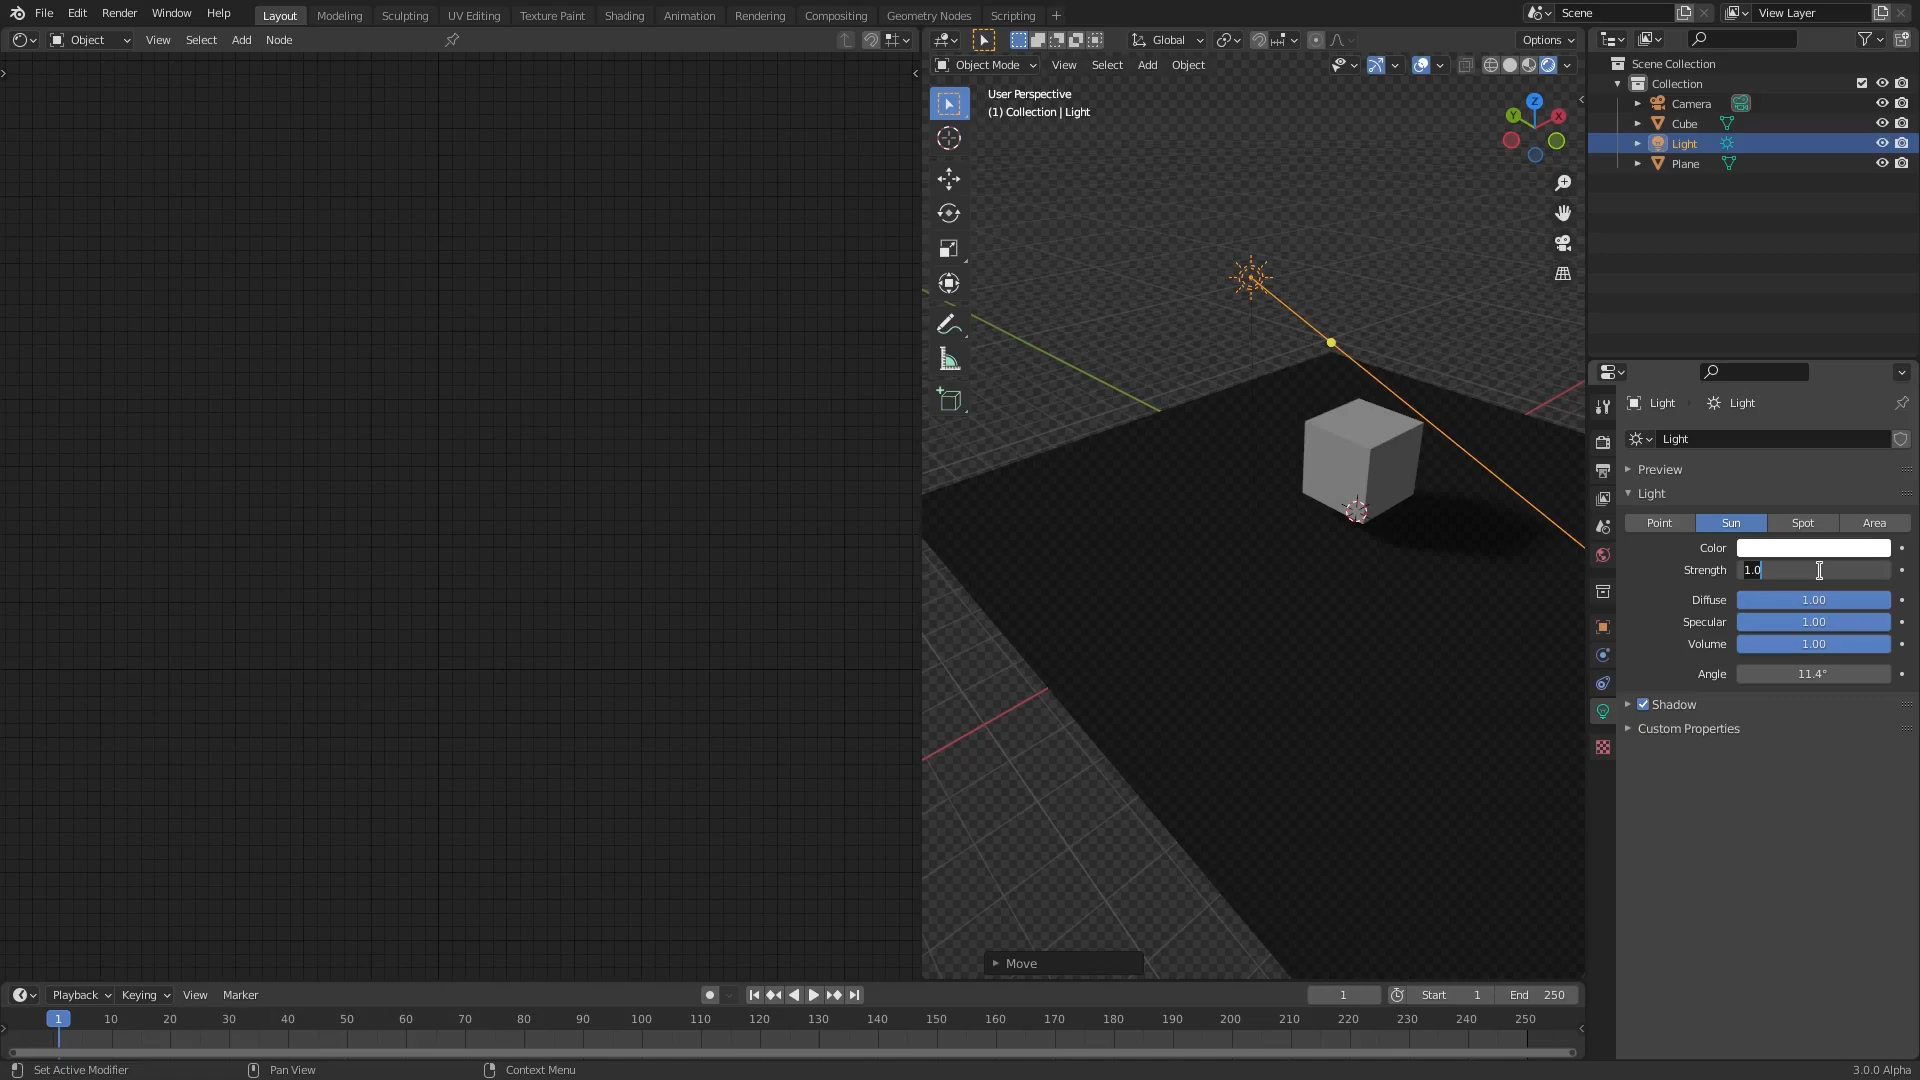 File Edit Render Window Help Layout Modeling Sculpting UV Editing Texture Paint Shading Animation Rendering Compositing Geometry Nodes Scripting + Scene View Layer
Object View Select Add Node Global Options
Object Mode View Select Add Object
User Perspective
(1) Collection | Light
Z
Y
X
Scene Collection
Collection
Camera
Cube
Light
Plane
Light Light
Light
Preview
Light
Point Sun Spot Area
Color
Strength 1.0
Diffuse 1.00
Specular 1.00
Volume 1.00
Angle 11.4°
Shadow
Custom Properties
Move
Playback Keying View Marker 1 Start 1 End 250
1 10 20 30 40 50 60 70 80 90 100 110 120 130 140 150 160 170 180 190 200 210 220 230 240 250
Set Active Modifier Pan View Context Menu 3.0.0 Alpha